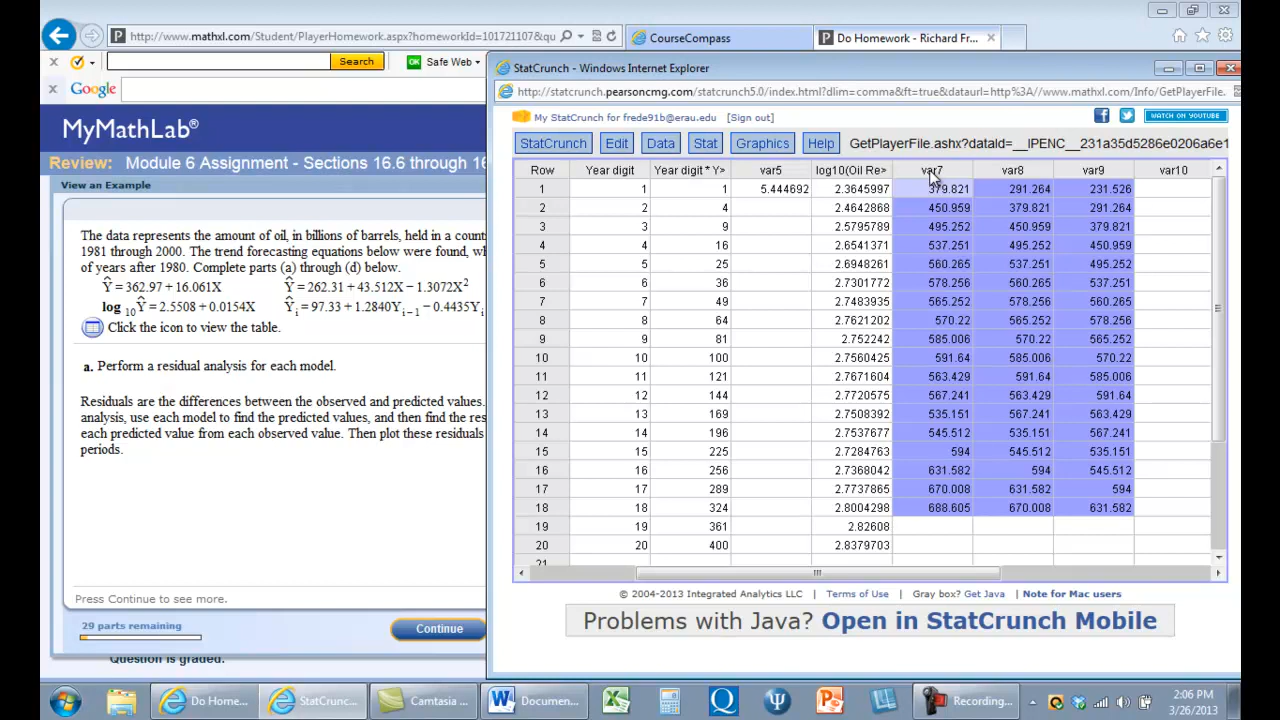 http://www.mathxl.com/Student/PlayerHomework.aspx?homeworkId=101721107&qu
CourseCompass
Do Homework - Richard Fr...
Search
Safe Web
Google
StatCrunch - Windows Internet Explorer
http://statcrunch.pearsoncmg.com/statcrunch5.0/index.html?dlim=comma&ft=true&dataurl=http%3A//www.mathxl.com/Info/GetPlayerFile.
My StatCrunch for frede91b@erau.edu [Sign out]
WATCH ON YOUTUBE
StatCrunch Edit Data Stat Graphics Help GetPlayerFile.ashx?dataId=__IPENC__231a35d5286e0206a6e1
MyMathLab®
Review: Module 6 Assignment - Sections 16.6 through 16
View an Example
The data represents the amount of oil, in billions of barrels, held in a count
1981 through 2000. The trend forecasting equations below were found, wh
of years after 1980. Complete parts (a) through (d) below.
Ŷ = 362.97 + 16.061X Ŷ = 262.31 + 43.512X − 1.3072X²
log ₁₀Ŷ = 2.5508 + 0.0154X Ŷᵢ = 97.33 + 1.2840Yᵢ₋₁ − 0.4435Yᵢ
Click the icon to view the table.
a. Perform a residual analysis for each model.
Residuals are the differences between the observed and predicted values.
analysis, use each model to find the predicted values, and then find the res
each predicted value from each observed value. Then plot these residuals
periods.
Press Continue to see more.
29 parts remaining
Continue
Question is graded.
Row Year digit Year digit * Y> var5 log10(Oil Re> var7 var8 var9 var10
1 1 1 5.444692 2.3645997 379.821 291.264 231.526
2 2 4 2.4642868 450.959 379.821 291.264
3 3 9 2.5795789 495.252 450.959 379.821
4 4 16 2.6541371 537.251 495.252 450.959
5 5 25 2.6948261 560.265 537.251 495.252
6 6 36 2.7301772 578.256 560.265 537.251
7 7 49 2.7483935 565.252 578.256 560.265
8 8 64 2.7621202 570.22 565.252 578.256
9 9 81 2.752242 585.006 570.22 565.252
10 10 100 2.7560425 591.64 585.006 570.22
11 11 121 2.7671604 563.429 591.64 585.006
12 12 144 2.7720575 567.241 563.429 591.64
13 13 169 2.7508392 535.151 567.241 563.429
14 14 196 2.7537677 545.512 535.151 567.241
15 15 225 2.7284763 594 545.512 535.151
16 16 256 2.7368042 631.582 594 545.512
17 17 289 2.7737865 670.008 631.582 594
18 18 324 2.8004298 688.605 670.008 631.582
19 19 361 2.82608
20 20 400 2.8379703
21
© 2004-2013 Integrated Analytics LLC Terms of Use Gray box? Get Java Note for Mac users
Problems with Java? Open in StatCrunch Mobile
Do Home... StatCrunc... Camtasia ... Documen... Recording...
2:06 PM
3/26/2013